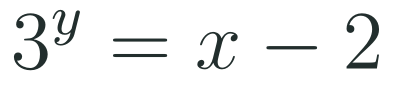 3^y = x − 2